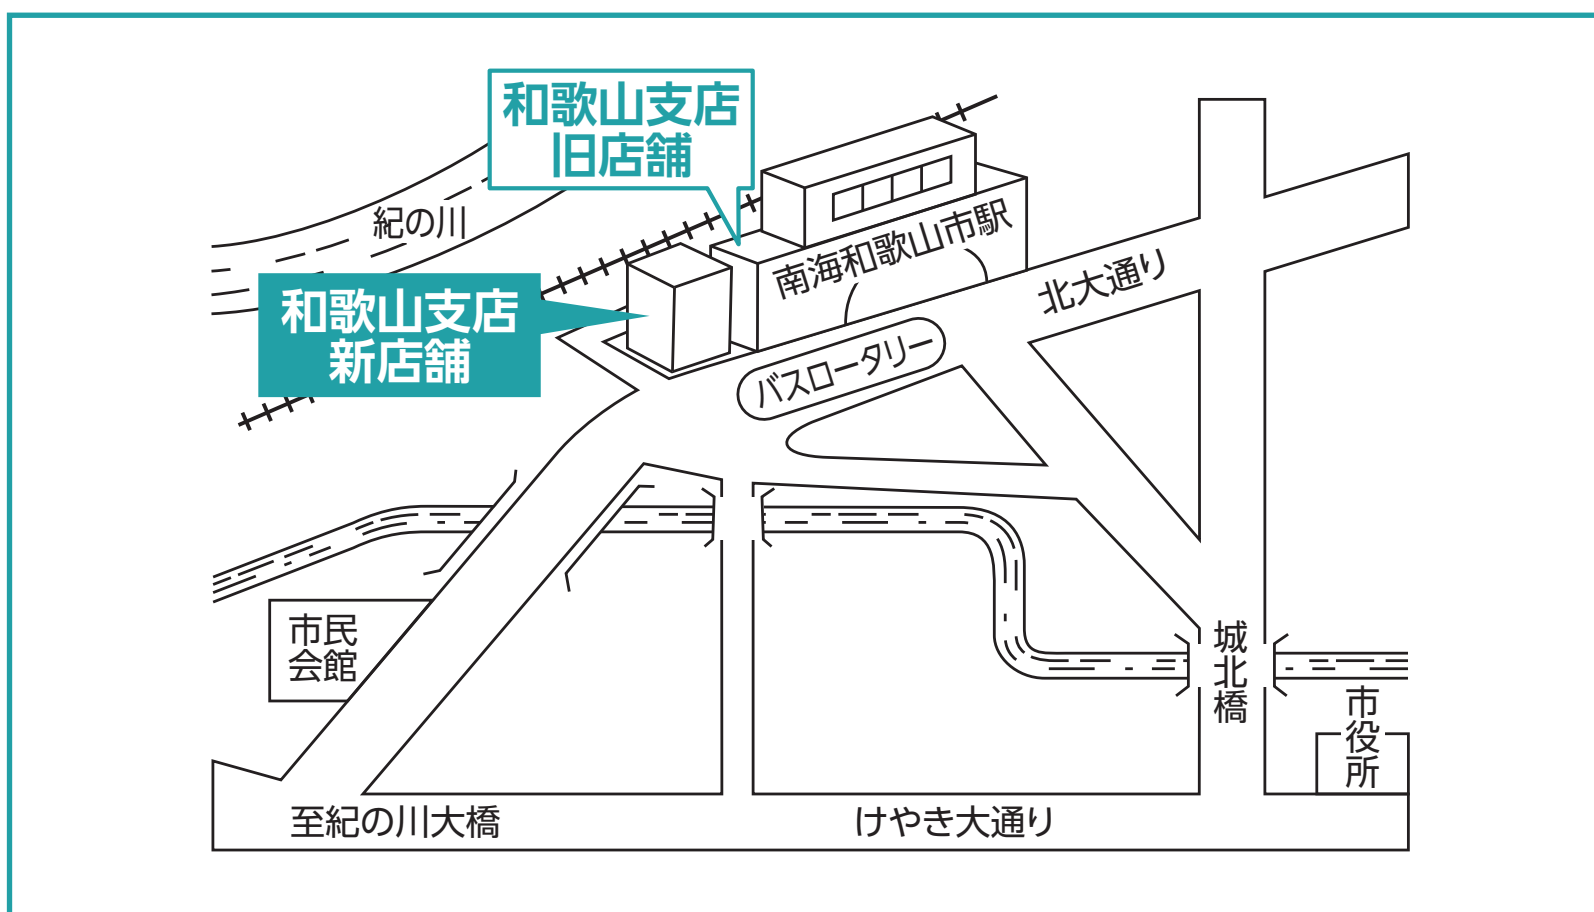 和歌山支店
旧店舗
紀の川
南海和歌山市駅
北大通り
和歌山支店
新店舗
バスロータリー
市民
会館
城北橋
市役所
至紀の川大橋
けやき大通り